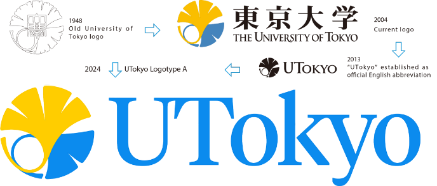 1948
Old University of
Tokyo logo
東京大学
THE UNIVERSITY OF TOKYO
2004
Current logo
2013
"UTokyo" established as
official English abbreviation
UTOKYO
2024
UTokyo Logotype A
UTokyo